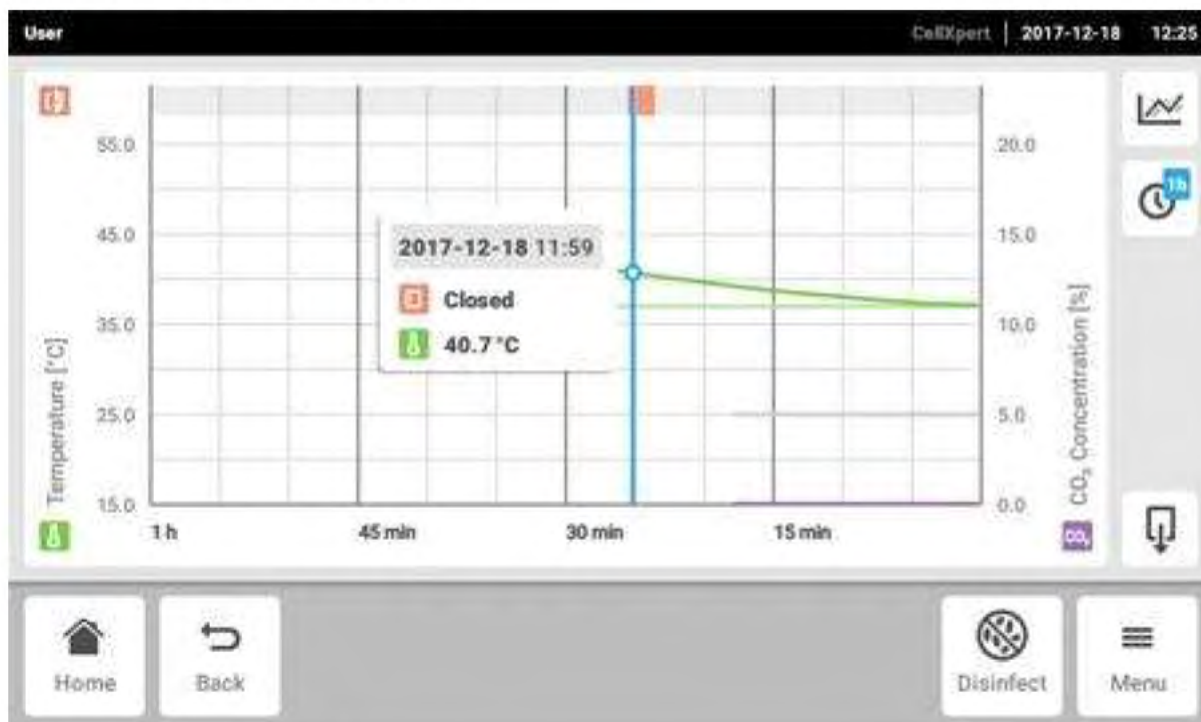 User
CellXpert | 2017-12-18 12:25
1h
55.0
45.0
35.0
25.0
15.0
Temperature [°C]
2017-12-18 11:59
Closed
40.7 °C
20.0
15.0
10.0
5.0
0.0
CO₂ Concentration [%]
CO₂
1 h 45 min 30 min 15 min
Home Back Disinfect Menu